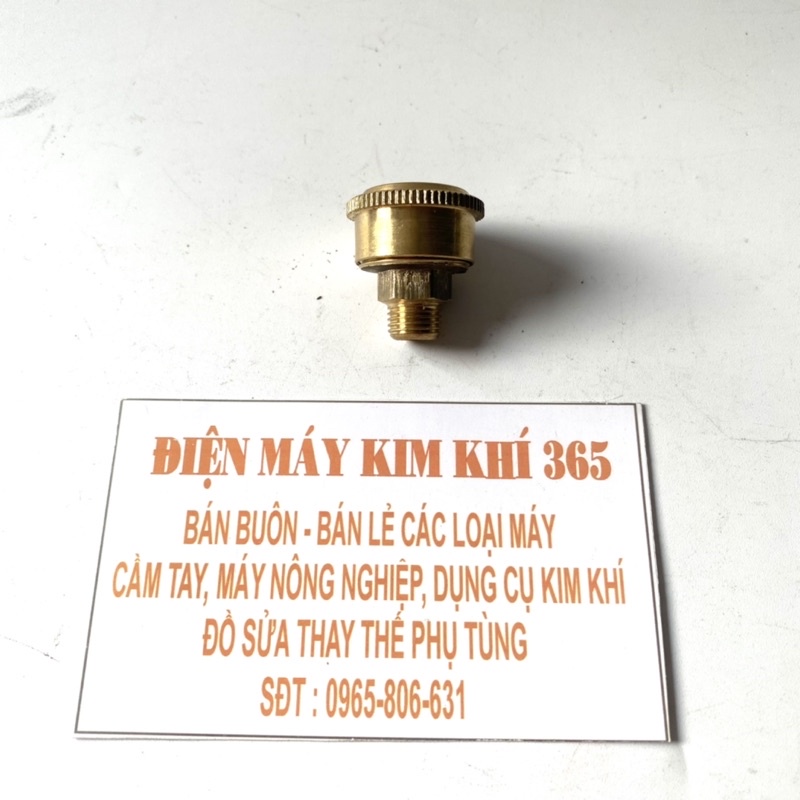 ĐIỆN MÁY KIM KHÍ 365
BÁN BUÔN - BÁN LẺ CÁC LOẠI MÁY
CẦM TAY, MÁY NÔNG NGHIỆP, DỤNG CỤ KIM KHÍ
ĐỒ SỬA THAY THẾ PHỤ TÙNG
SĐT : 0965-806-631